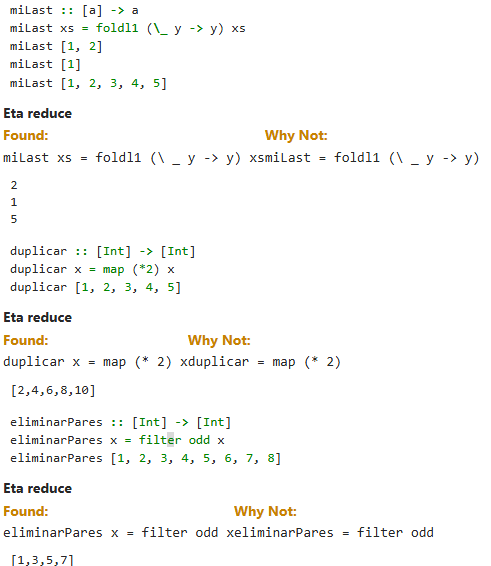 miLast :: [a] -> a
miLast xs = foldl1 (\_ y -> y) xs
miLast [1, 2]
miLast [1]
miLast [1, 2, 3, 4, 5]
Eta reduce
Found: Why Not:
miLast xs = foldl1 (\ _ y -> y) xsmiLast = foldl1 (\ _ y -> y)
2
1
5
duplicar :: [Int] -> [Int]
duplicar x = map (*2) x
duplicar [1, 2, 3, 4, 5]
Eta reduce
Found: Why Not:
duplicar x = map (* 2) xduplicar = map (* 2)
[2,4,6,8,10]
eliminarPares :: [Int] -> [Int]
eliminarPares x = filter odd x
eliminarPares [1, 2, 3, 4, 5, 6, 7, 8]
Eta reduce
Found: Why Not:
eliminarPares x = filter odd xeliminarPares = filter odd
[1,3,5,7]